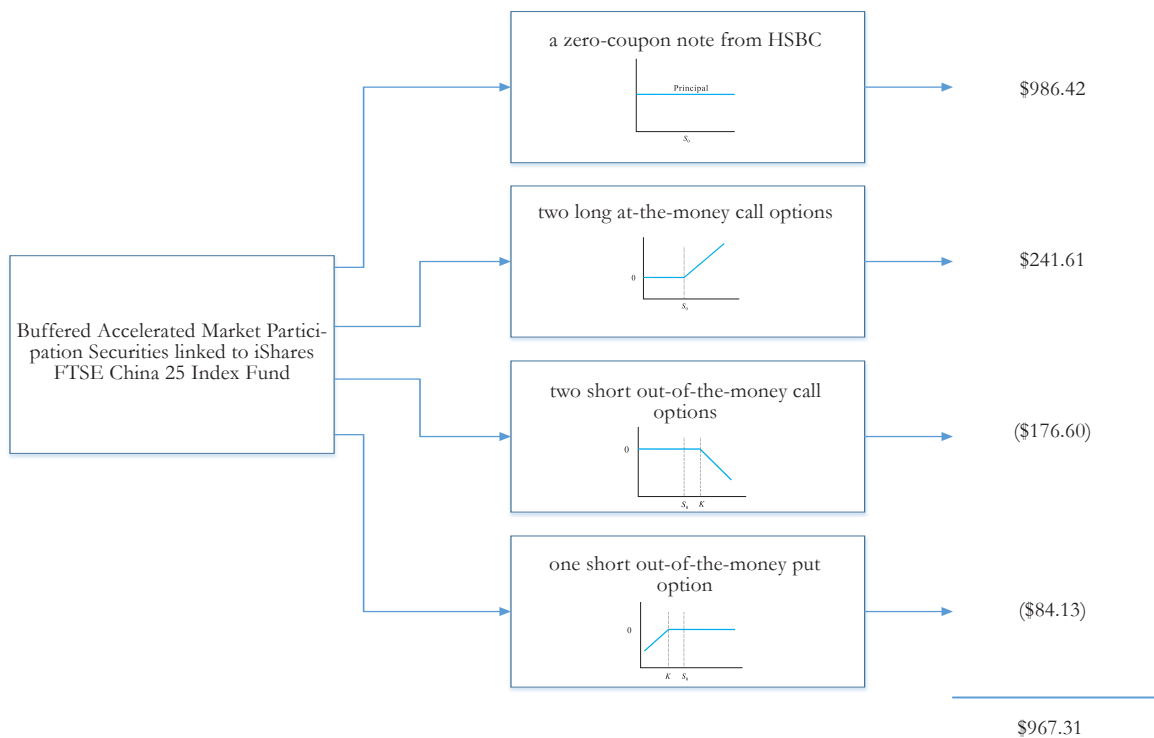 a zero-coupon note from HSBC
Principal
S0
$986.42
two long at-the-money call options
0
S0
$241.61
Buffered Accelerated Market Partici-
pation Securities linked to iShares
FTSE China 25 Index Fund
two short out-of-the-money call
options
0
S0 K
($176.60)
one short out-of-the-money put
option
0
K S0
($84.13)
$967.31